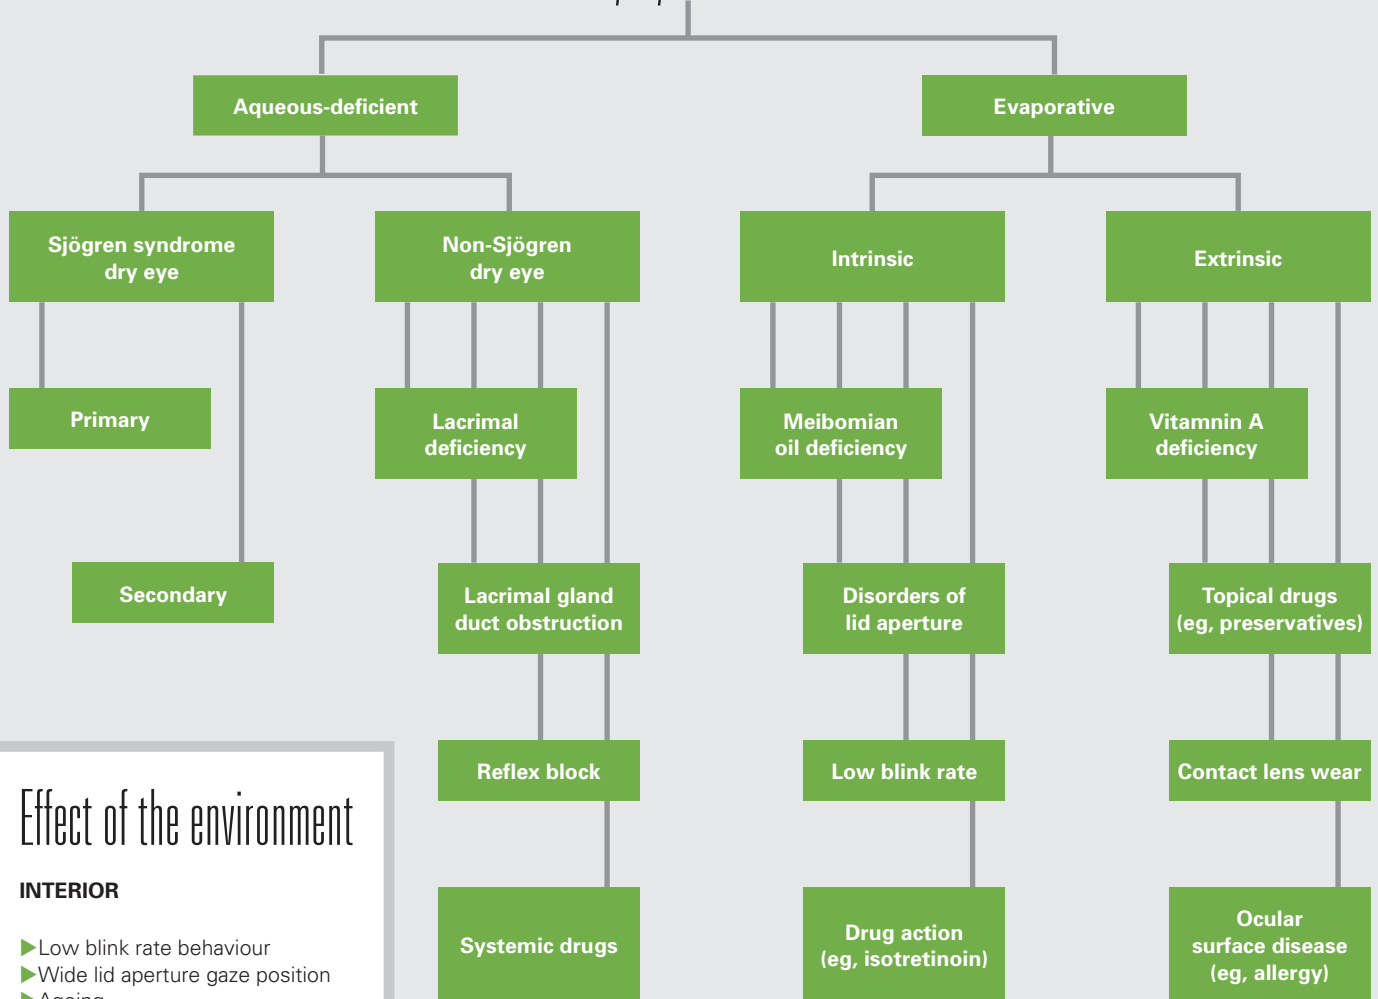 Aqueous-deficient
Evaporative
Sjögren syndrome
dry eye
Non-Sjögren
dry eye
Intrinsic
Extrinsic
Primary
Lacrimal
deficiency
Meibomian
oil deficiency
Vitamnin A
deficiency
Secondary
Lacrimal gland
duct obstruction
Disorders of
lid aperture
Topical drugs
(eg, preservatives)
Reflex block
Low blink rate
Contact lens wear
Systemic drugs
Drug action
(eg, isotretinoin)
Ocular
surface disease
(eg, allergy)
Effect of the environment
INTERIOR
▶Low blink rate behaviour
▶Wide lid aperture gaze position
▶Ageing